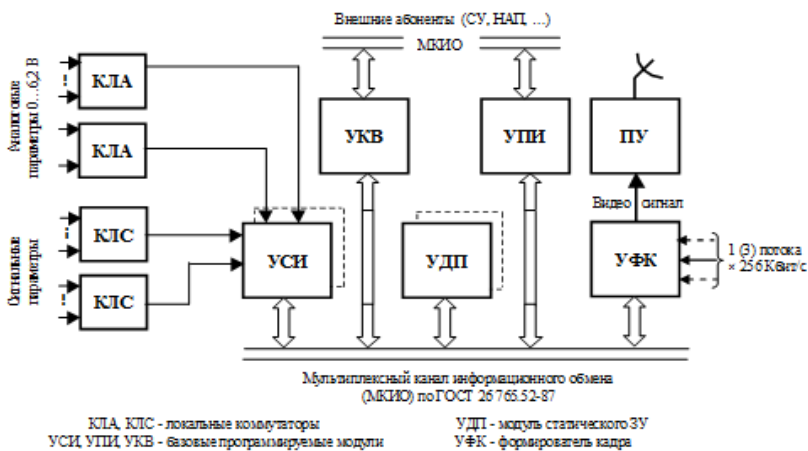 Внешние абоненты (СУ, НАП, ...)
МКИО
Аналоговые
параметры 0...6,2 В
КЛА
КЛА
УКВ
УПИ
ПУ
Видео сигнал
Сигнальные
параметры
КЛС
КЛС
УСИ
УДП
УФК
1 (3) потока
× 256 Кбит/с
Мультиплексный канал информационного обмена
(МКИО) по ГОСТ 26765.52-87
КЛА, КЛС - локальные коммутаторы
УДП - модуль статического ЗУ
УСИ, УПИ, УКВ - базовые программируемые модули
УФК - формирователь кадра